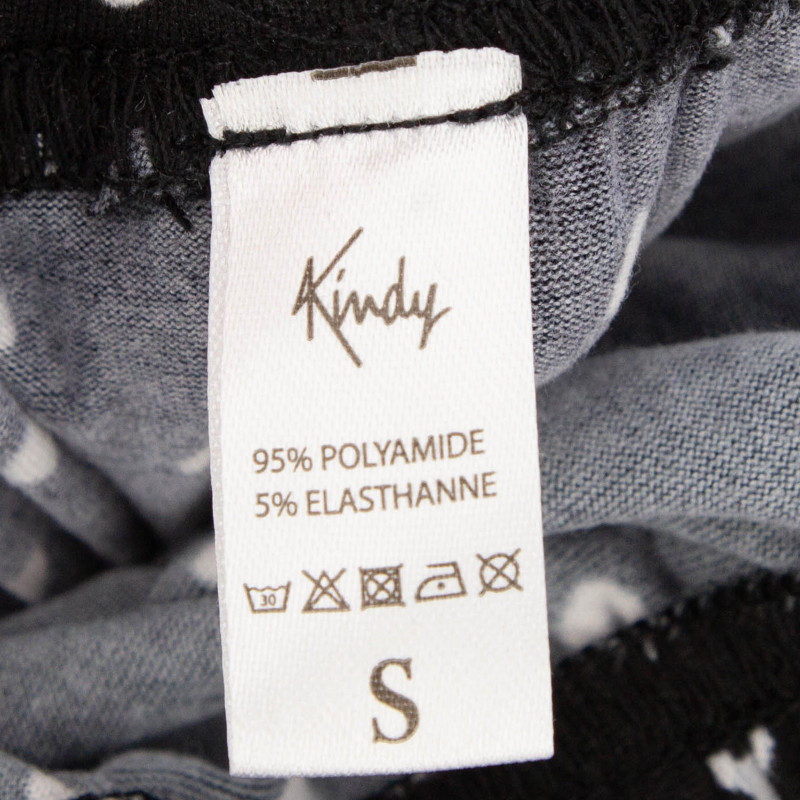 Kindy
95% POLYAMIDE
5% ELASTHANNE
30
S